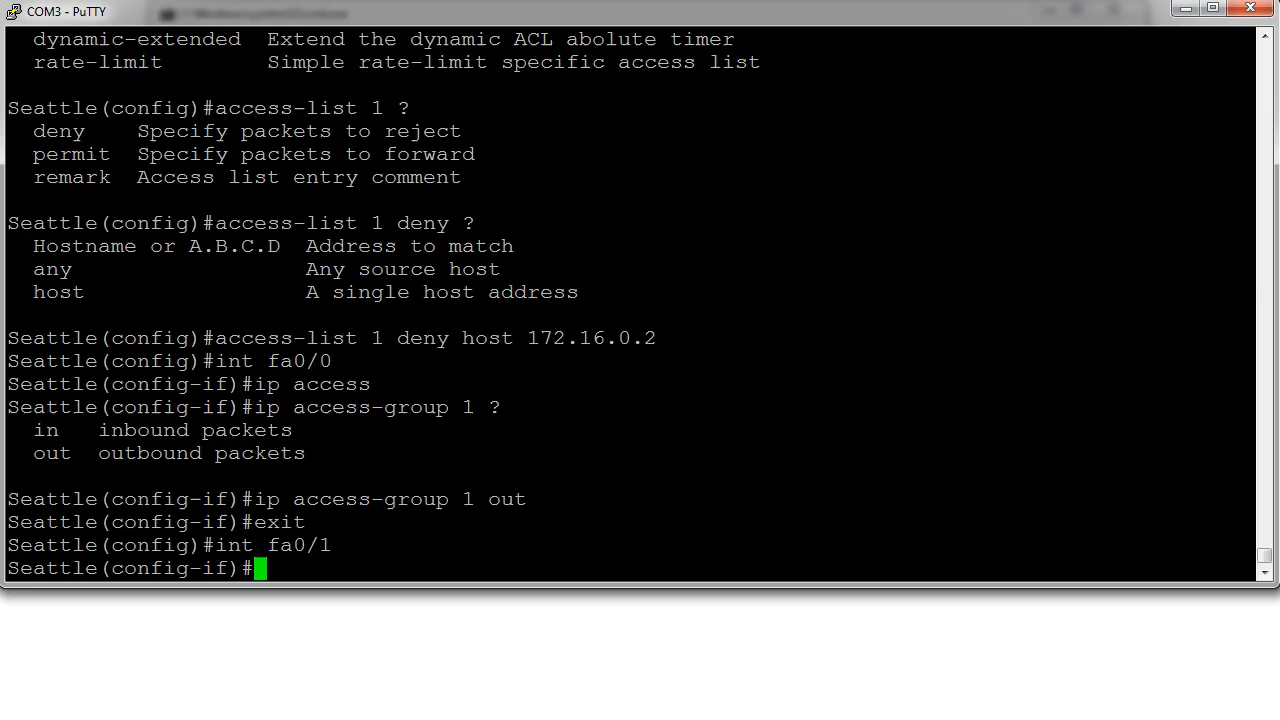 COM3 - PuTTY
dynamic-extended  Extend the dynamic ACL abolute timer
rate-limit        Simple rate-limit specific access list
Seattle(config)#access-list 1 ?
deny    Specify packets to reject
permit  Specify packets to forward
remark  Access list entry comment
Seattle(config)#access-list 1 deny ?
Hostname or A.B.C.D  Address to match
any                  Any source host
host                 A single host address
Seattle(config)#access-list 1 deny host 172.16.0.2
Seattle(config)#int fa0/0
Seattle(config-if)#ip access
Seattle(config-if)#ip access-group 1 ?
in   inbound packets
out  outbound packets
Seattle(config-if)#ip access-group 1 out
Seattle(config-if)#exit
Seattle(config)#int fa0/1
Seattle(config-if)#